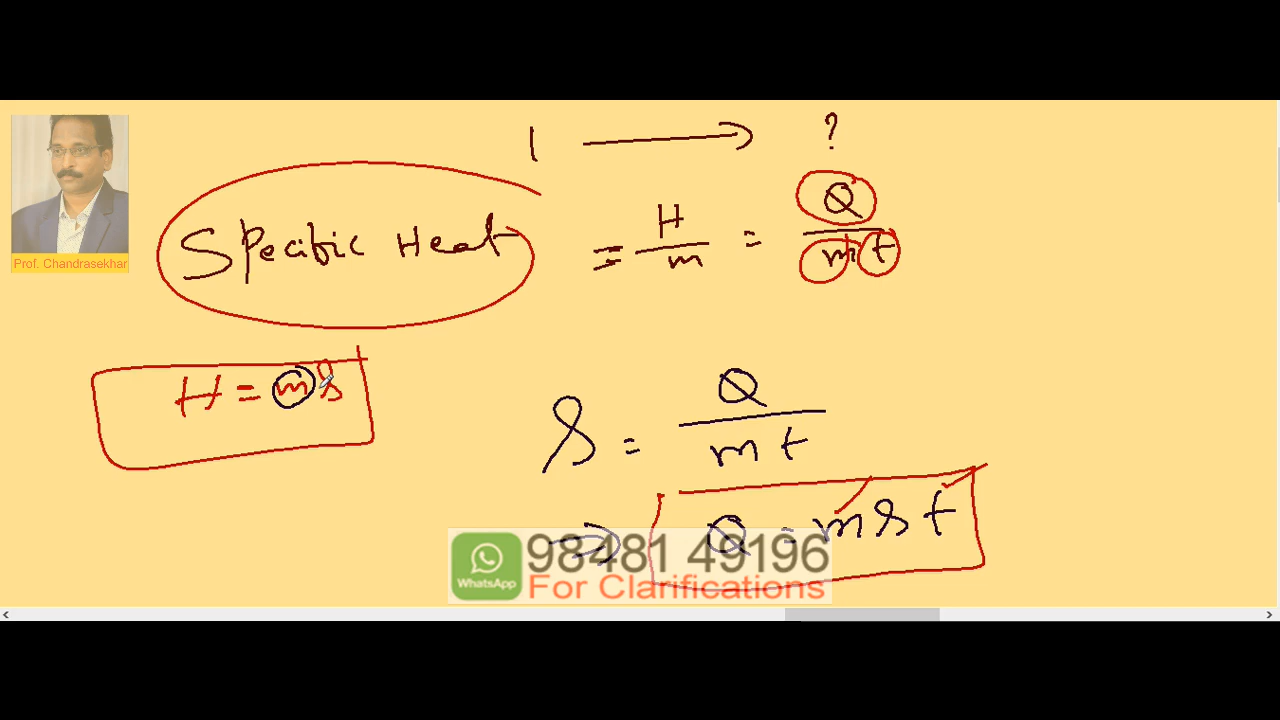 1 → ?
Prof. Chandrasekhar
Specific Heat = H/m = Q/mt
H = ms
S = Q/mt
⇒ Q = mst
WhatsApp
98481 49196
For Clarifications